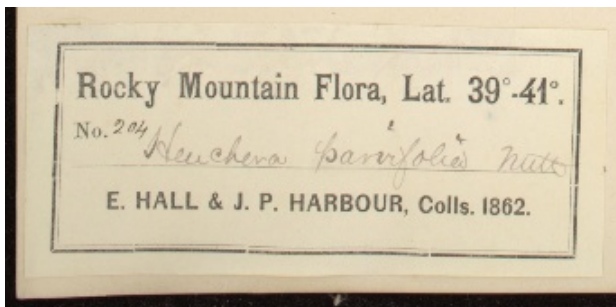 Rocky Mountain Flora, Lat. 39°-41°.
No. 204 Heuchera parvifolia Nutt
E. HALL & J. P. HARBOUR, Colls. 1862.